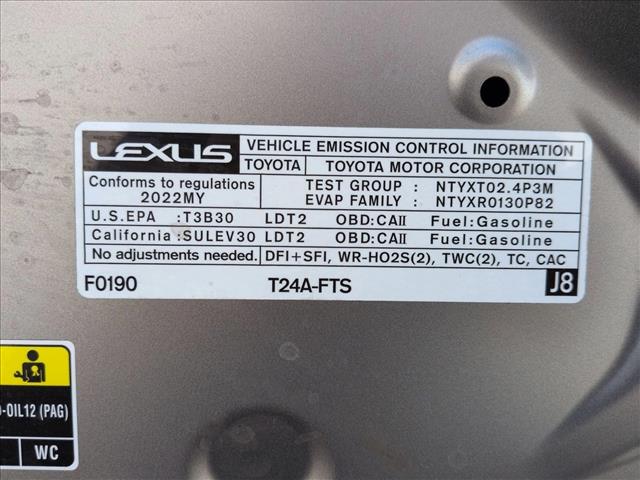 LEXUS VEHICLE EMISSION CONTROL INFORMATION
TOYOTA TOYOTA MOTOR CORPORATION
Conforms to regulations TEST GROUP : NTYXT02.4P3M
2022MY EVAP FAMILY : NTYXR0130P82
U.S.EPA :T3B30 LDT2 OBD:CAII Fuel:Gasoline
California :SULEV30 LDT2 OBD:CAII Fuel:Gasoline
No adjustments needed. DFI+SFI, WR-HO2S(2), TWC(2), TC, CAC
F0190 T24A-FTS J8
-OIL12 (PAG)
WC